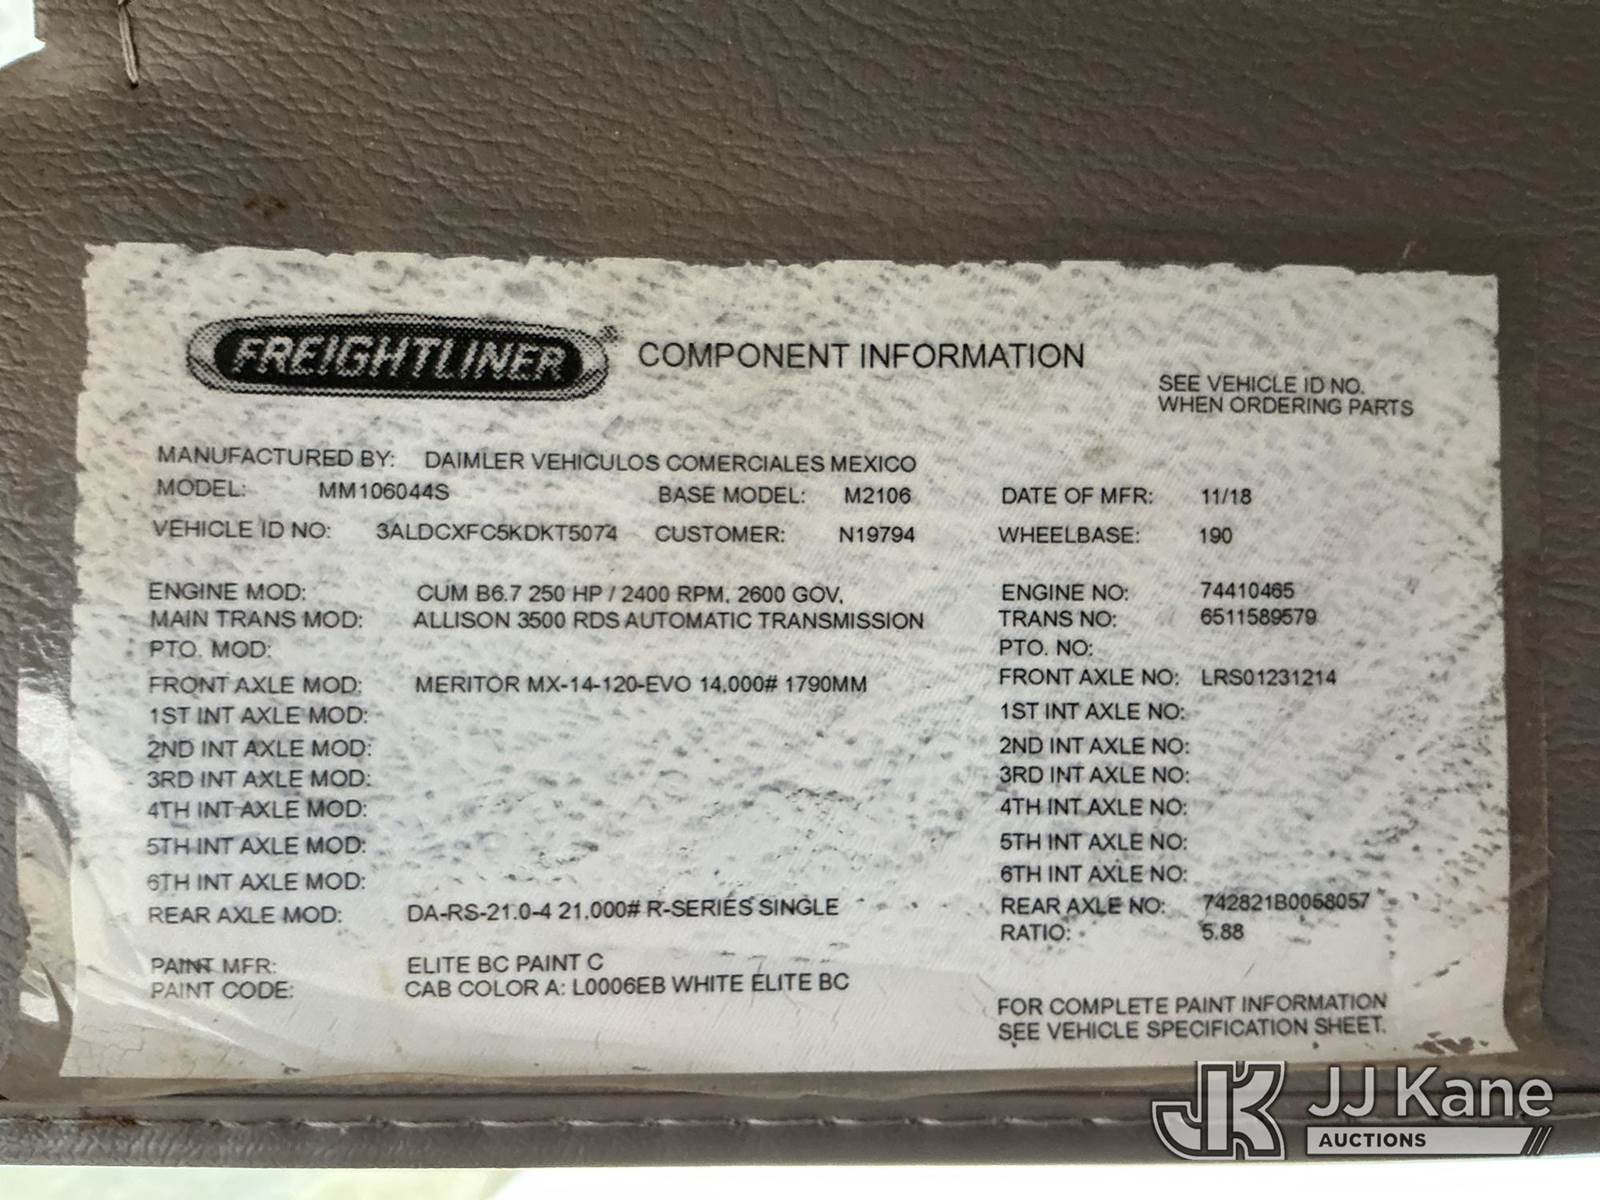 FREIGHTLINER COMPONENT INFORMATION
SEE VEHICLE ID NO.
WHEN ORDERING PARTS
MANUFACTURED BY: DAIMLER VEHICULOS COMERCIALES MEXICO
MODEL: MM106044S BASE MODEL: M2106 DATE OF MFR: 11/18
VEHICLE ID NO: 3ALDCXFC5KDKT5074 CUSTOMER: N19794 WHEELBASE: 190
ENGINE MOD: CUM B6.7 250 HP / 2400 RPM, 2600 GOV. ENGINE NO: 74410465
MAIN TRANS MOD: ALLISON 3500 RDS AUTOMATIC TRANSMISSION TRANS NO: 6511589579
PTO. MOD: PTO. NO:
FRONT AXLE MOD: MERITOR MX-14-120-EVO 14,000# 1790MM FRONT AXLE NO: LRS01231214
1ST INT AXLE MOD: 1ST INT AXLE NO:
2ND INT AXLE MOD: 2ND INT AXLE NO:
3RD INT AXLE MOD: 3RD INT AXLE NO:
4TH INT AXLE MOD: 4TH INT AXLE NO:
5TH INT AXLE MOD: 5TH INT AXLE NO:
6TH INT AXLE MOD: 6TH INT AXLE NO:
REAR AXLE MOD: DA-RS-21.0-4 21,000# R-SERIES SINGLE REAR AXLE NO: 742821B0058057
RATIO: 5.88
PAINT MFR: ELITE BC PAINT C
PAINT CODE: CAB COLOR A: L0006EB WHITE ELITE BC
FOR COMPLETE PAINT INFORMATION
SEE VEHICLE SPECIFICATION SHEET.
JK JJ Kane
AUCTIONS